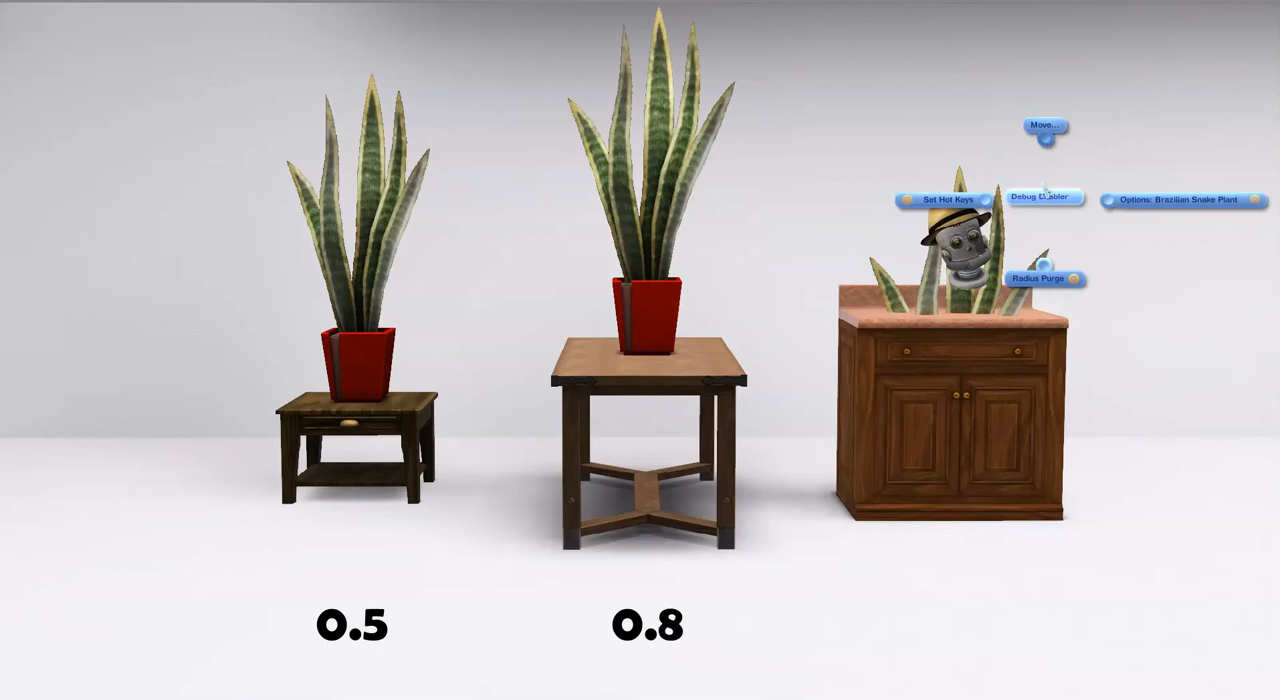 Move...
Set Hot Keys
Debug Enabler
Options: Brazilian Snake Plant
Radius Purge
0.5
0.8